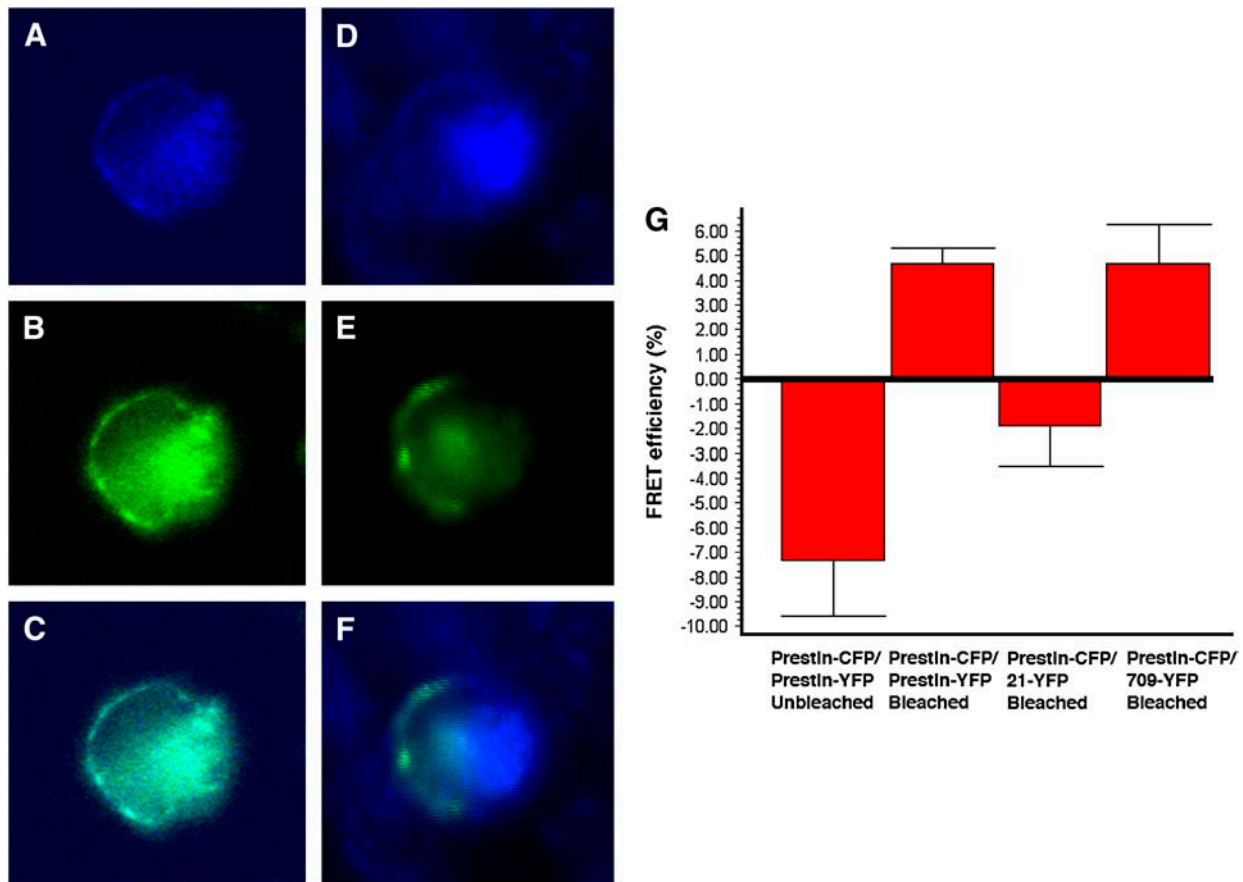 A
D
B
E
C
F
G
FRET efficiency (%)
6.00
5.00
4.00
3.00
2.00
1.00
0.00
-1.00
-2.00
-3.00
-4.00
-5.00
-6.00
-7.00
-8.00
-9.00
-10.00
Prestin-CFP/
Prestin-YFP
Unbleached
Prestin-CFP/
Prestin-YFP
Bleached
Prestin-CFP/
21-YFP
Bleached
Prestin-CFP/
709-YFP
Bleached